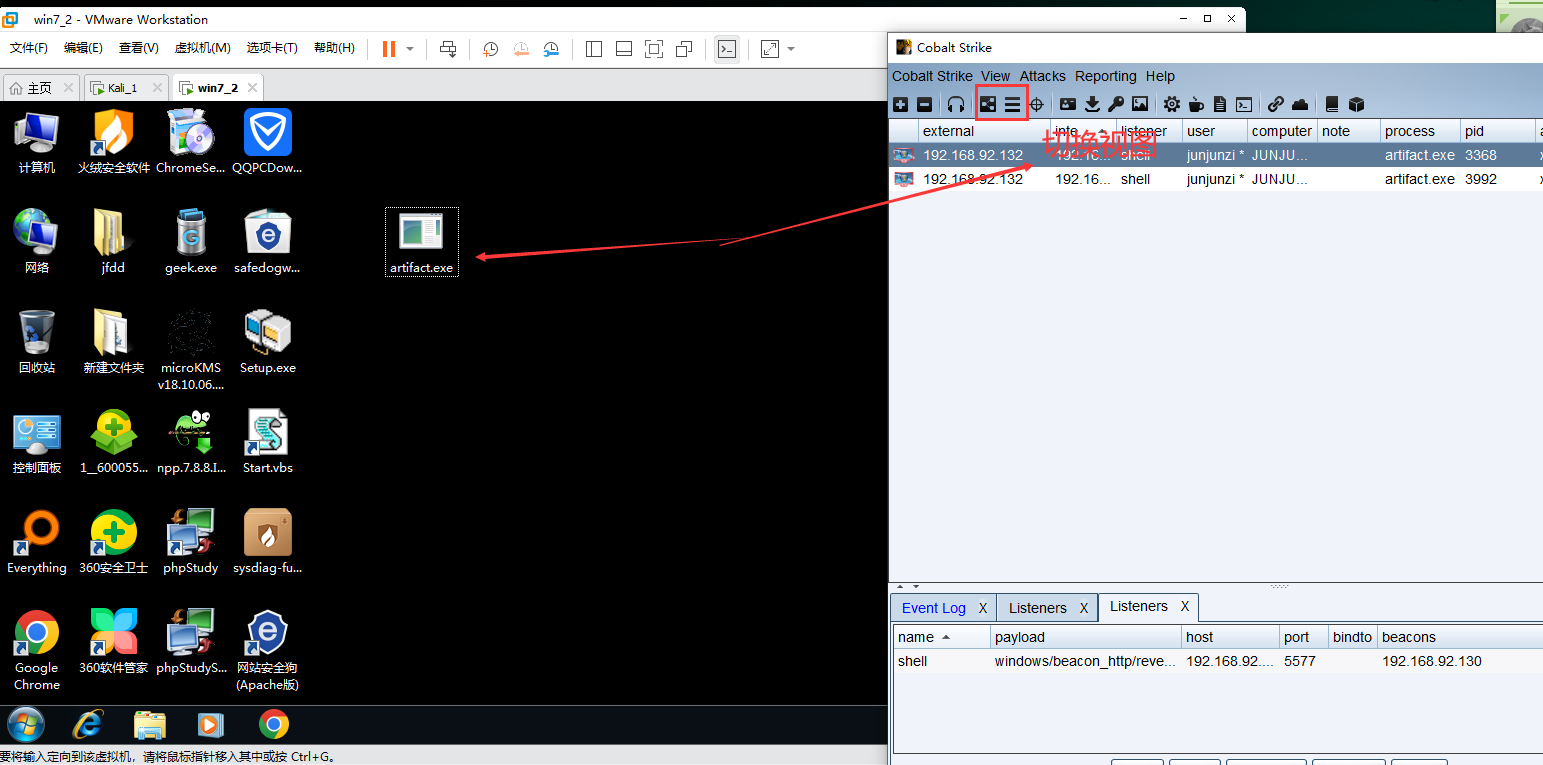 win7_2 - VMware Workstation
文件(F) 编辑(E) 查看(V) 虚拟机(M) 选项卡(T) 帮助(H)
主页 Kali_1 win7_2
计算机 火绒安全软件 ChromeSe... QQPCDow...
网络 jfdd geek.exe safedogw...
artifact.exe
回收站 新建文件夹 microKMS v18.10.06.... Setup.exe
控制面板 1__600055... npp.7.8.8.I... Start.vbs
Everything 360安全卫士 phpStudy sysdiag-fu...
Google Chrome 360软件管家 phpStudyS... 网站安全狗(Apache版)
要将输入定向到该虚拟机，请将鼠标指针移入其中或按 Ctrl+G。
Cobalt Strike
Cobalt Strike View Attacks Reporting Help
切换视图
external inte... listener user computer note process pid
192.168.92.132 192.16... shell junjunzi * JUNJU... artifact.exe 3368
192.168.92.132 192.16... shell junjunzi * JUNJU... artifact.exe 3992
Event Log X Listeners X Listeners X
name payload host port bindto beacons
shell windows/beacon_http/reve... 192.168.92.... 5577 192.168.92.130